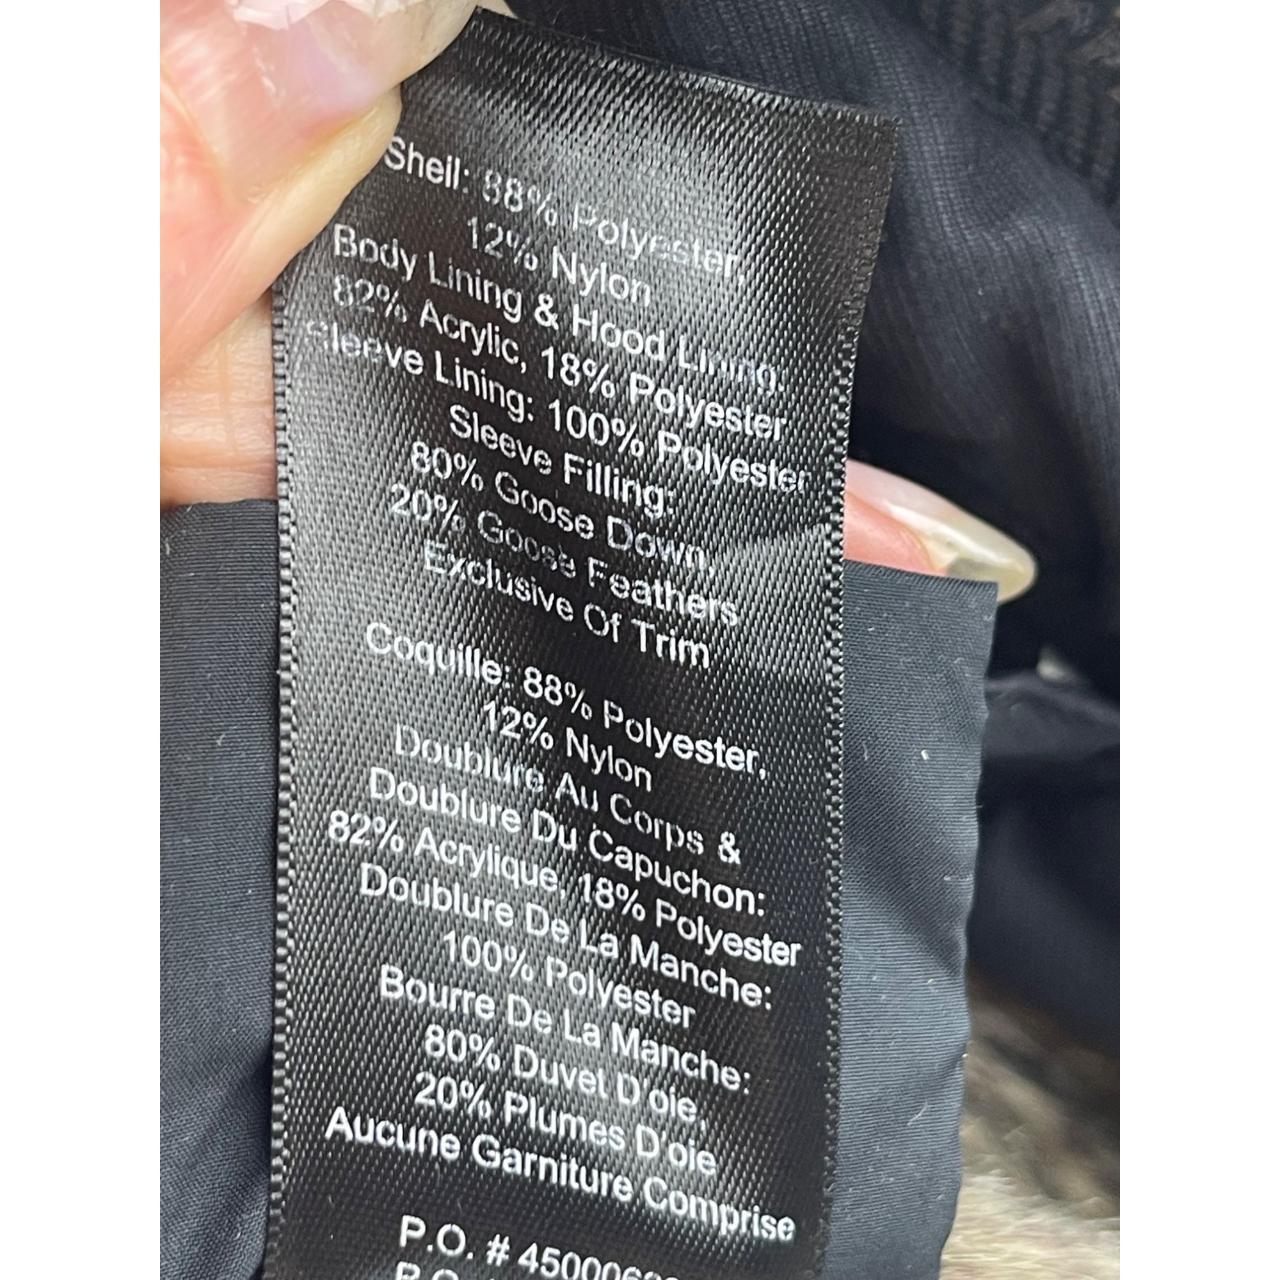 Shell: 88% Polyester,
12% Nylon
Body Lining & Hood Lining:
82% Acrylic, 18% Polyester
Sleeve Lining: 100% Polyester
Sleeve Filling:
80% Goose Down,
20% Goose Feathers
Exclusive Of Trim
Coquille: 88% Polyester,
12% Nylon
Doublure Au Corps &
Doublure Du Capuchon:
82% Acrylique, 18% Polyester
Doublure De La Manche:
100% Polyester
Bourre De La Manche:
80% Duvet D'oie,
20% Plumes D'oie
Aucune Garniture Comprise
P.O. #